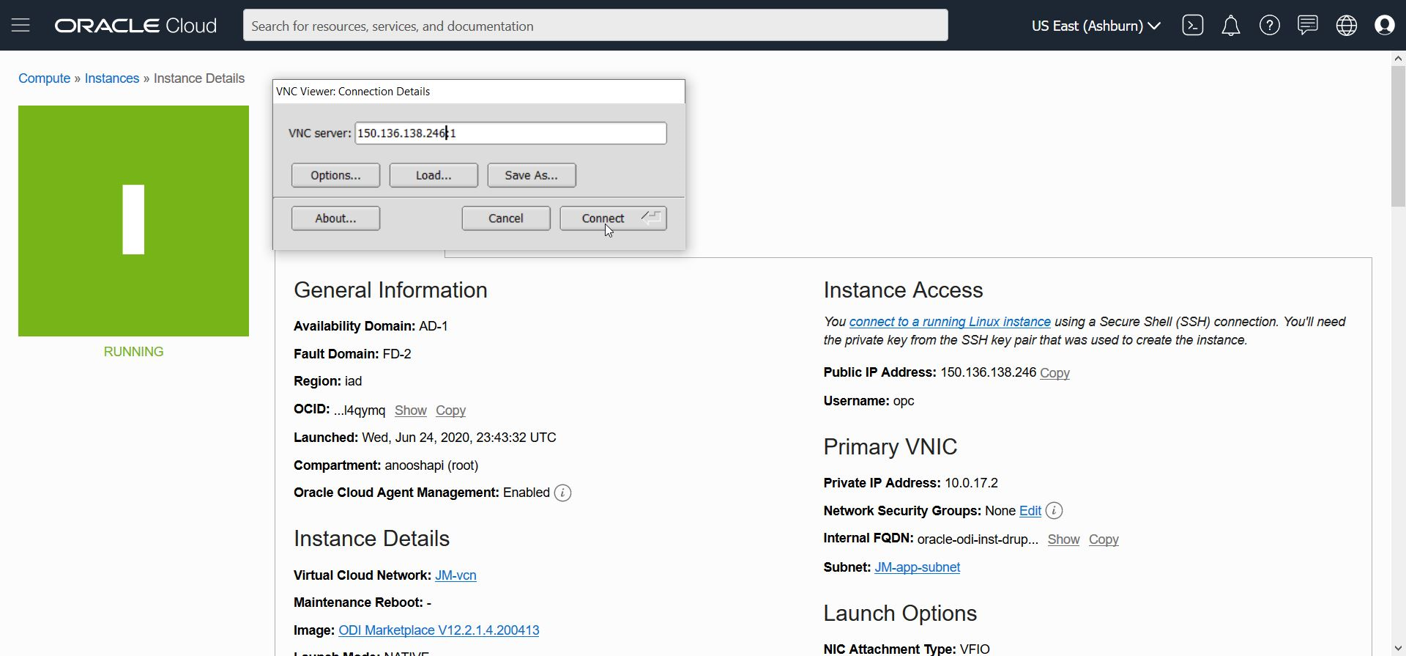 ORACLE Cloud
Search for resources, services, and documentation
US East (Ashburn)
Compute » Instances » Instance Details
VNC Viewer: Connection Details
VNC server: 150.136.138.246:1
Options... Load... Save As...
About... Cancel Connect
RUNNING
General Information
Availability Domain: AD-1
Fault Domain: FD-2
Region: iad
OCID: ...l4qymq Show Copy
Launched: Wed, Jun 24, 2020, 23:43:32 UTC
Compartment: anooshapi (root)
Oracle Cloud Agent Management: Enabled i
Instance Details
Virtual Cloud Network: JM-vcn
Maintenance Reboot: -
Image: ODI Marketplace V12.2.1.4.200413
Launch Mode: NATIVE
Instance Access
You connect to a running Linux instance using a Secure Shell (SSH) connection. You'll need
the private key from the SSH key pair that was used to create the instance.
Public IP Address: 150.136.138.246 Copy
Username: opc
Primary VNIC
Private IP Address: 10.0.17.2
Network Security Groups: None Edit i
Internal FQDN: oracle-odi-inst-drup... Show Copy
Subnet: JM-app-subnet
Launch Options
NIC Attachment Type: VFIO